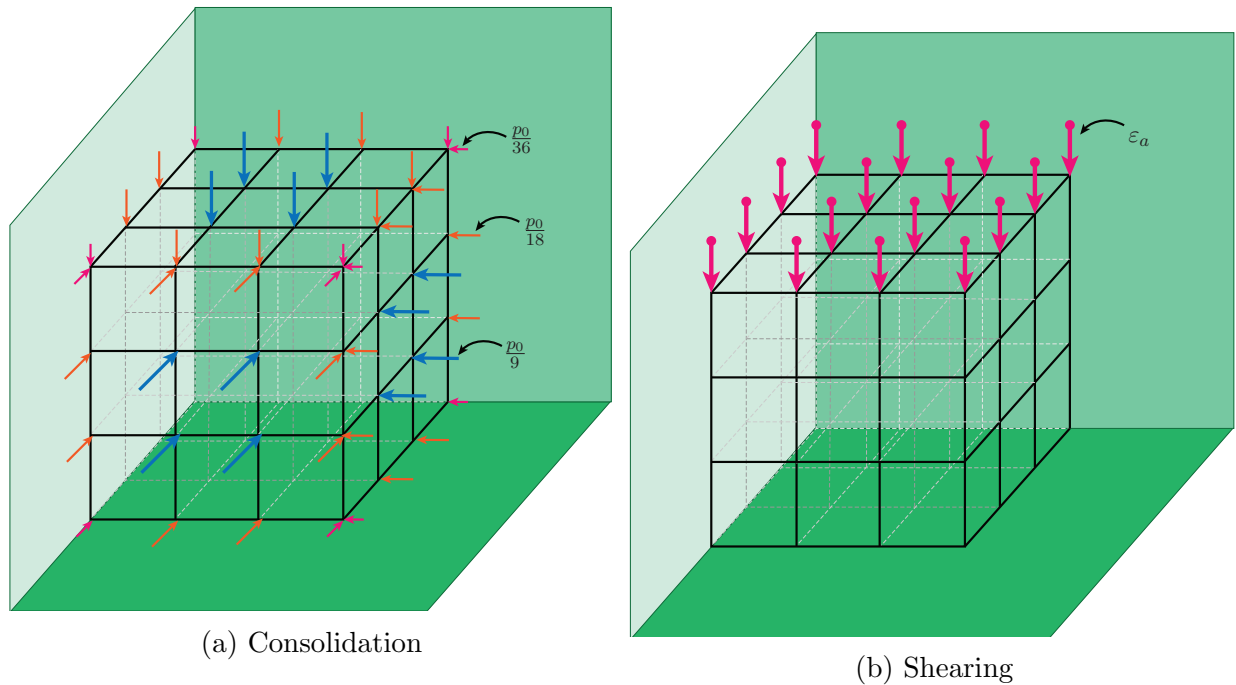 p₀/36
p₀/18
p₀/9
εₐ
(a) Consolidation
(b) Shearing